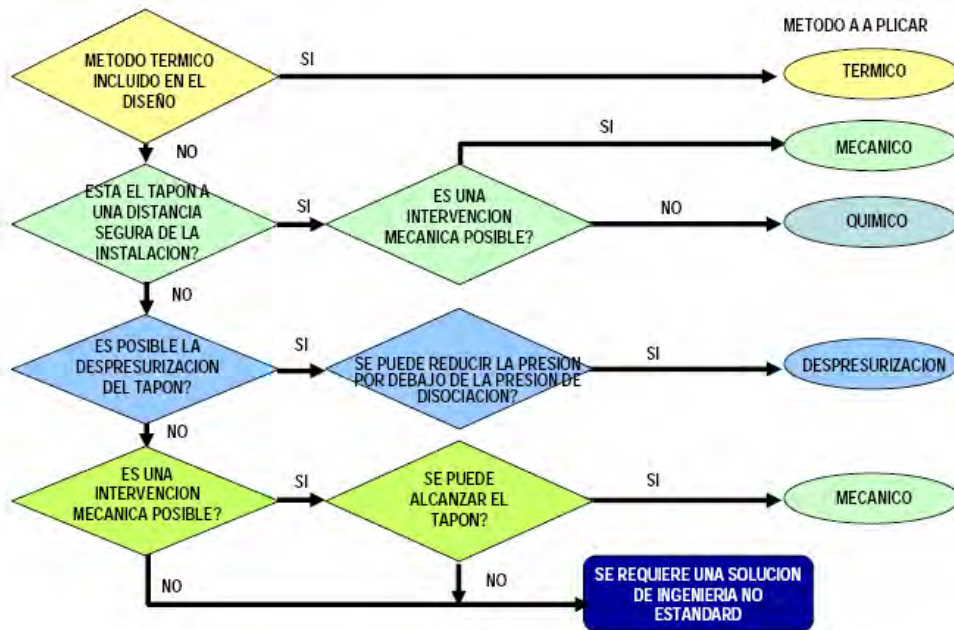 METODO A A PLICAR
METODO TERMICO
INCLUIDO EN EL
DISEÑO
SI
TERMICO
NO
SI
MECANICO
ESTA EL TAPON A
UNA DISTANCIA
SEGURA DE LA
INSTALACION?
SI
ES UNA
INTERVENCION
MECANICA POSIBLE?
NO
QUIMICO
NO
ES POSIBLE LA
DESPRESURIZACION
DEL TAPON?
SI
SE PUEDE REDUCIR LA PRESION
POR DEBAJO DE LA PRESION DE
DISOCIACION?
SI
DESPRESURIZACION
NO
ES UNA
INTERVENCION
MECANICA POSIBLE?
SI
SE PUEDE
ALCANZAR EL
TAPON?
SI
MECANICO
NO
NO
SE REQUIERE UNA SOLUCION
DE INGENIERIA NO
ESTANDARD